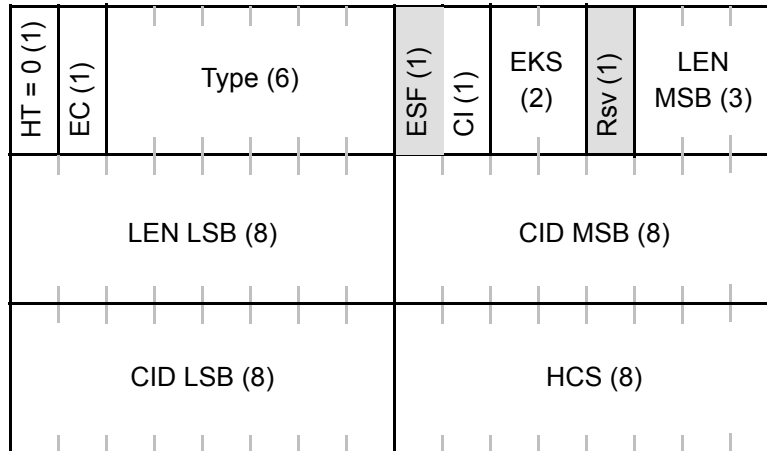 HT = 0 (1)
EC (1)
Type (6)
ESF (1)
CI (1)
EKS
(2)
Rsv (1)
LEN
MSB (3)
LEN LSB (8)
CID MSB (8)
CID LSB (8)
HCS (8)